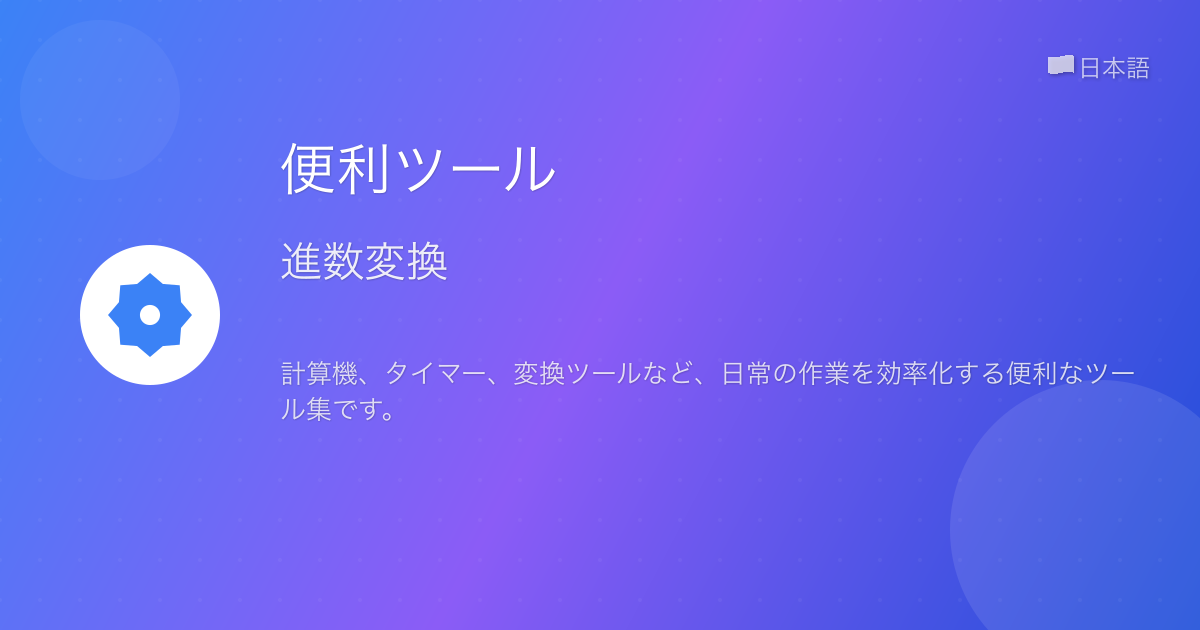 日本語
便利ツール
進数変換
計算機、タイマー、変換ツールなど、日常の作業を効率化する便利なツー
ル集です。